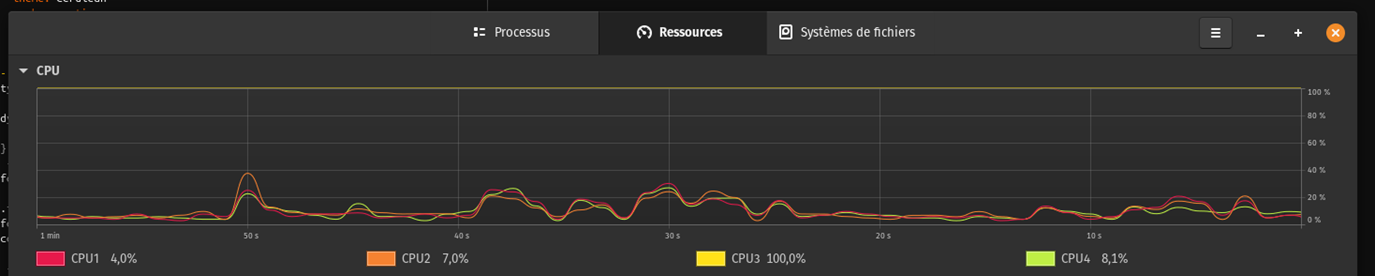 Processus Ressources Systèmes de fichiers
CPU
100 %
80 %
60 %
40 %
20 %
0 %
1 min 50 s 40 s 30 s 20 s 10 s
CPU1 4,0% CPU2 7,0% CPU3 100,0% CPU4 8,1%